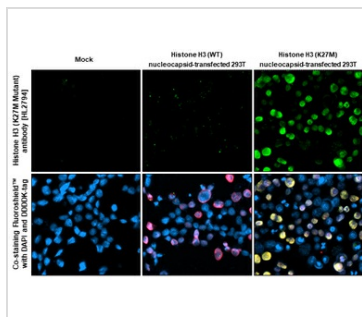 Mock
Histone H3 (WT)
nucleocapsid-transfected 293T
Histone H3 (K27M)
nucleocapsid-transfected 293T
Histone H3 (K27M Mutant)
antibody [HL2794]
Co-staining Fluoroshield™
with DAPI and DDDDK-tag